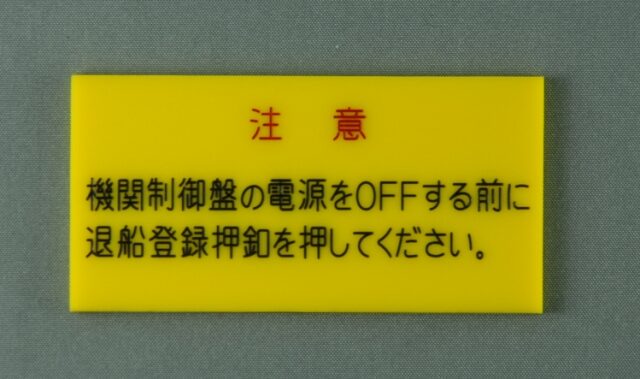 注 意
機関制御盤の電源をOFFする前に
退船登録押釦を押してください。